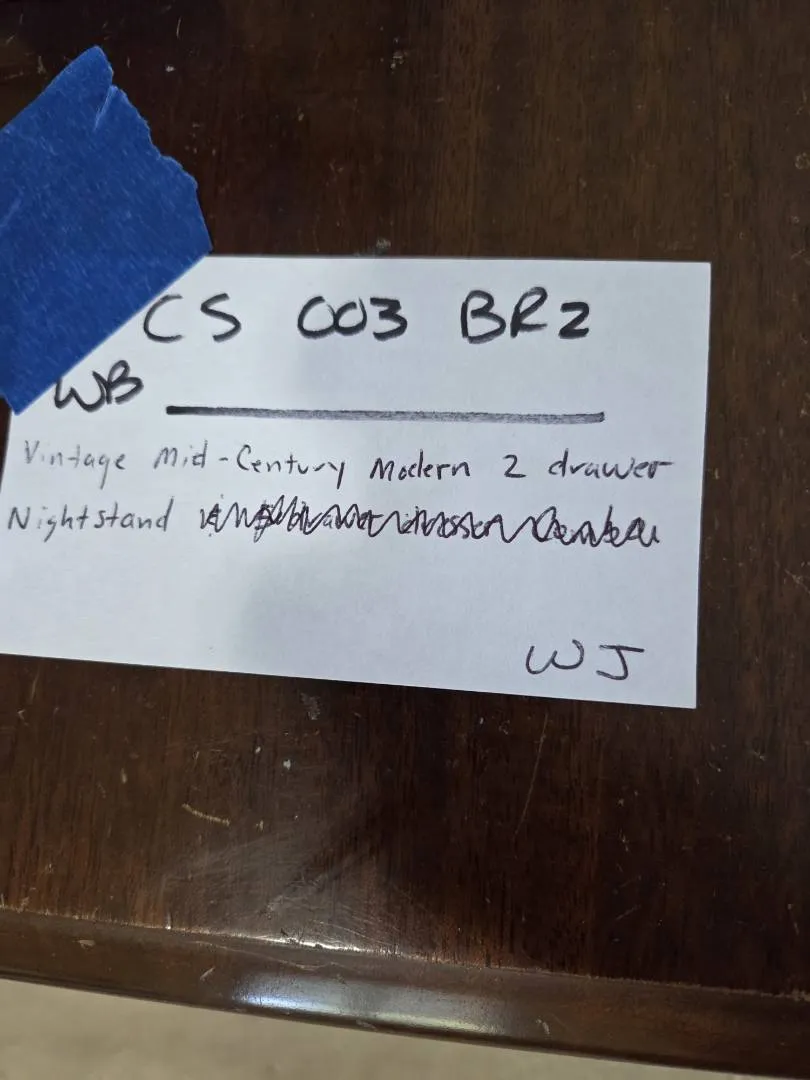 CS 003 BR2
WB
Vintage Mid-Century Modern 2 drawer
Nightstand
WJ